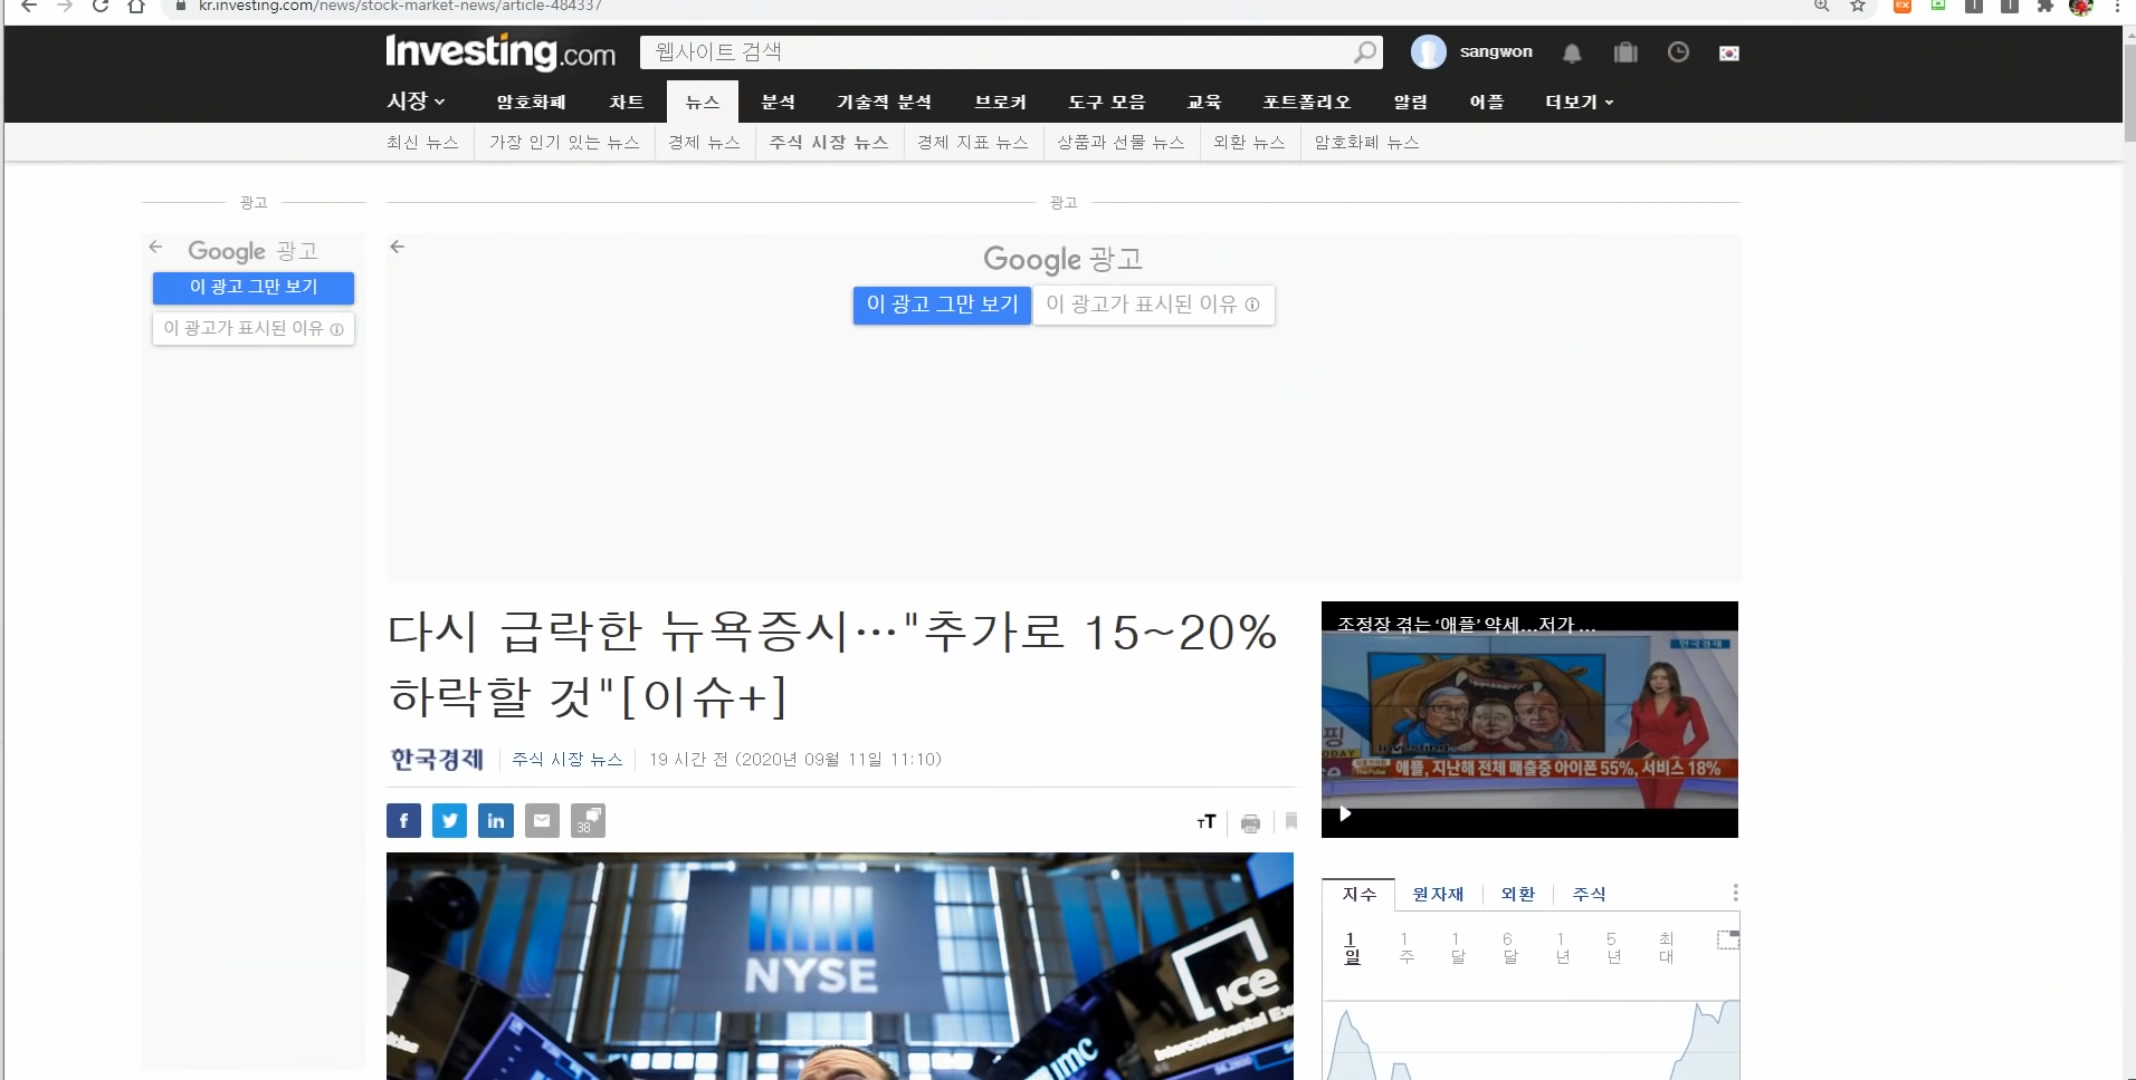 kr.investing.com/news/stock-market-news/article-484337
Investing.com
웹사이트 검색
sangwon
시장
암호화폐
차트
뉴스
분석
기술적 분석
브로커
도구 모음
교육
포트폴리오
알림
어플
더보기
최신 뉴스
가장 인기 있는 뉴스
경제 뉴스
주식 시장 뉴스
경제 지표 뉴스
상품과 선물 뉴스
외환 뉴스
암호화폐 뉴스
광고
광고
Google 광고
이 광고 그만 보기
이 광고가 표시된 이유
Google 광고
이 광고 그만 보기
이 광고가 표시된 이유
다시 급락한 뉴욕증시…"추가로 15~20%
하락할 것"[이슈+]
한국경제
주식 시장 뉴스
19 시간 전 (2020년 09월 11일 11:10)
38
TT
조정장 겪는 ‘애플’ 약세...저가 ...
한국경제
Investing
애플, 지난해 전체 매출중 아이폰 55%, 서비스 18%
NYSE
ice
Intercontinental Ex
imc
지수
원자재
외환
주식
1일
1주
1달
6달
1년
5년
최대